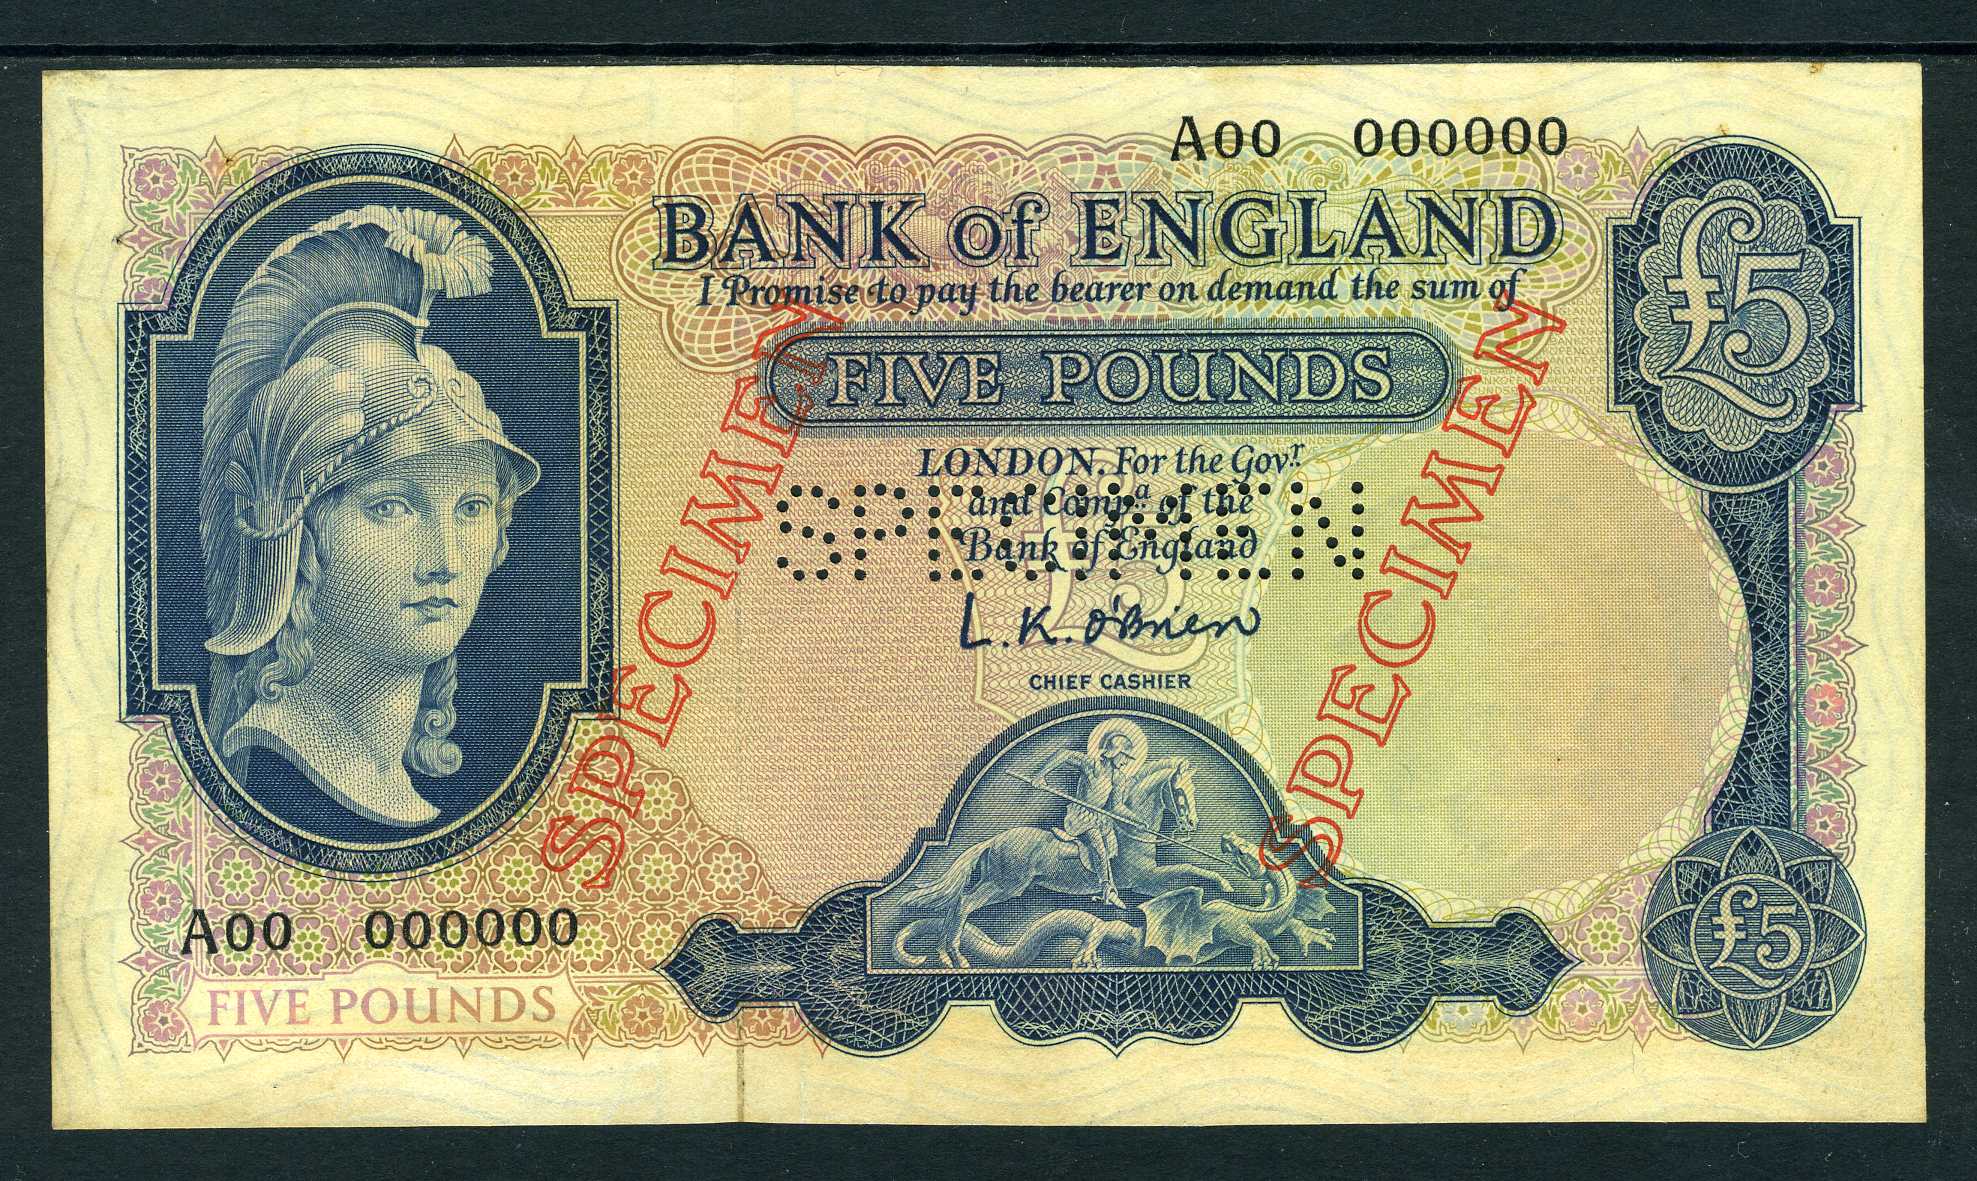 A00 000000
BANK of ENGLAND
£5
I Promise to pay the bearer on demand the sum of
FIVE POUNDS
LONDON. For the Govr.
and Compa. of the
Bank of England
SPECIMEN
SPECIMEN
SPECIMEN
£5
L.K. O'Brien
CHIEF CASHIER
A00 000000
£5
FIVE POUNDS